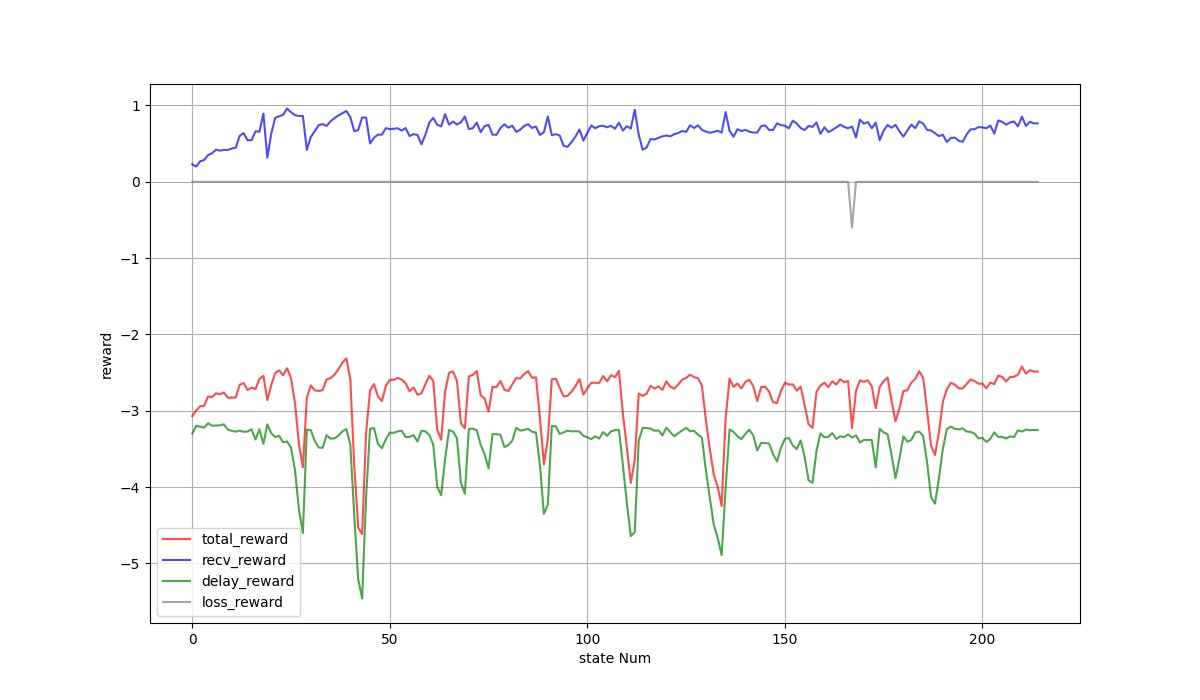 1
0
−1
−2
−3
−4
−5
reward
total_reward
recv_reward
delay_reward
loss_reward
0 50 100 150 200
state Num